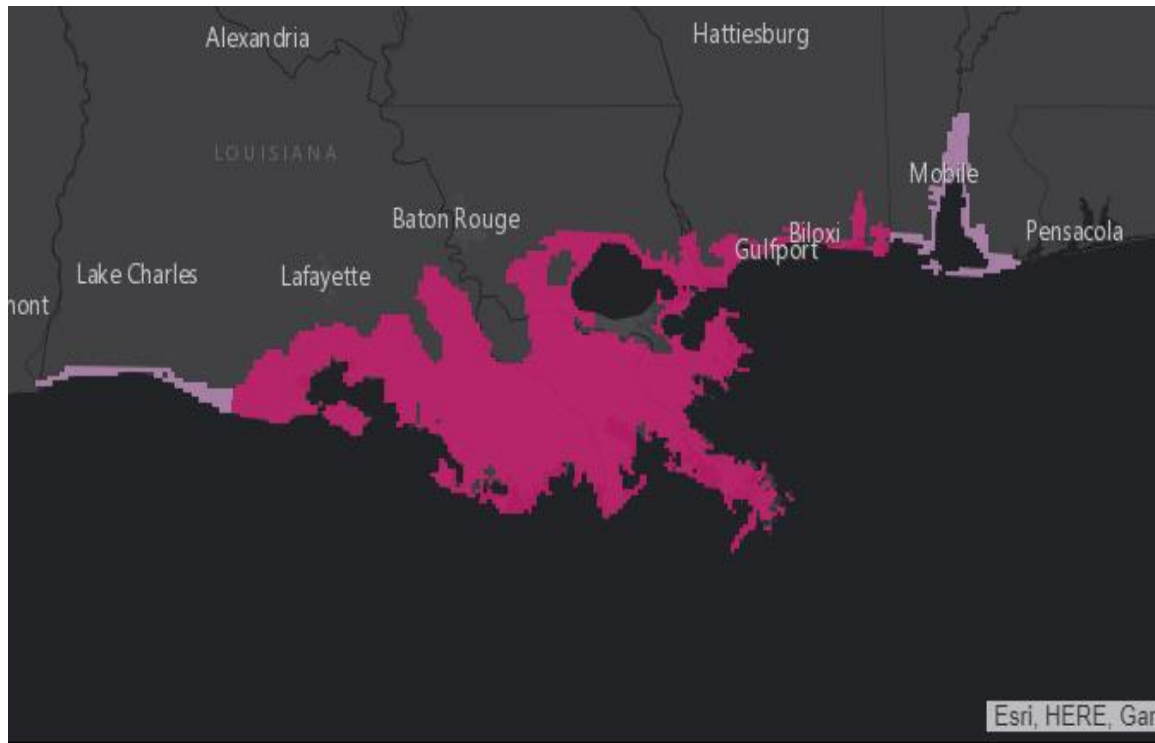 Alexandria
Hattiesburg
LOUISIANA
Mobile
Baton Rouge
Pensacola
Biloxi
Gulfport
Lake Charles
Lafayette
mont
Esri, HERE, Gar